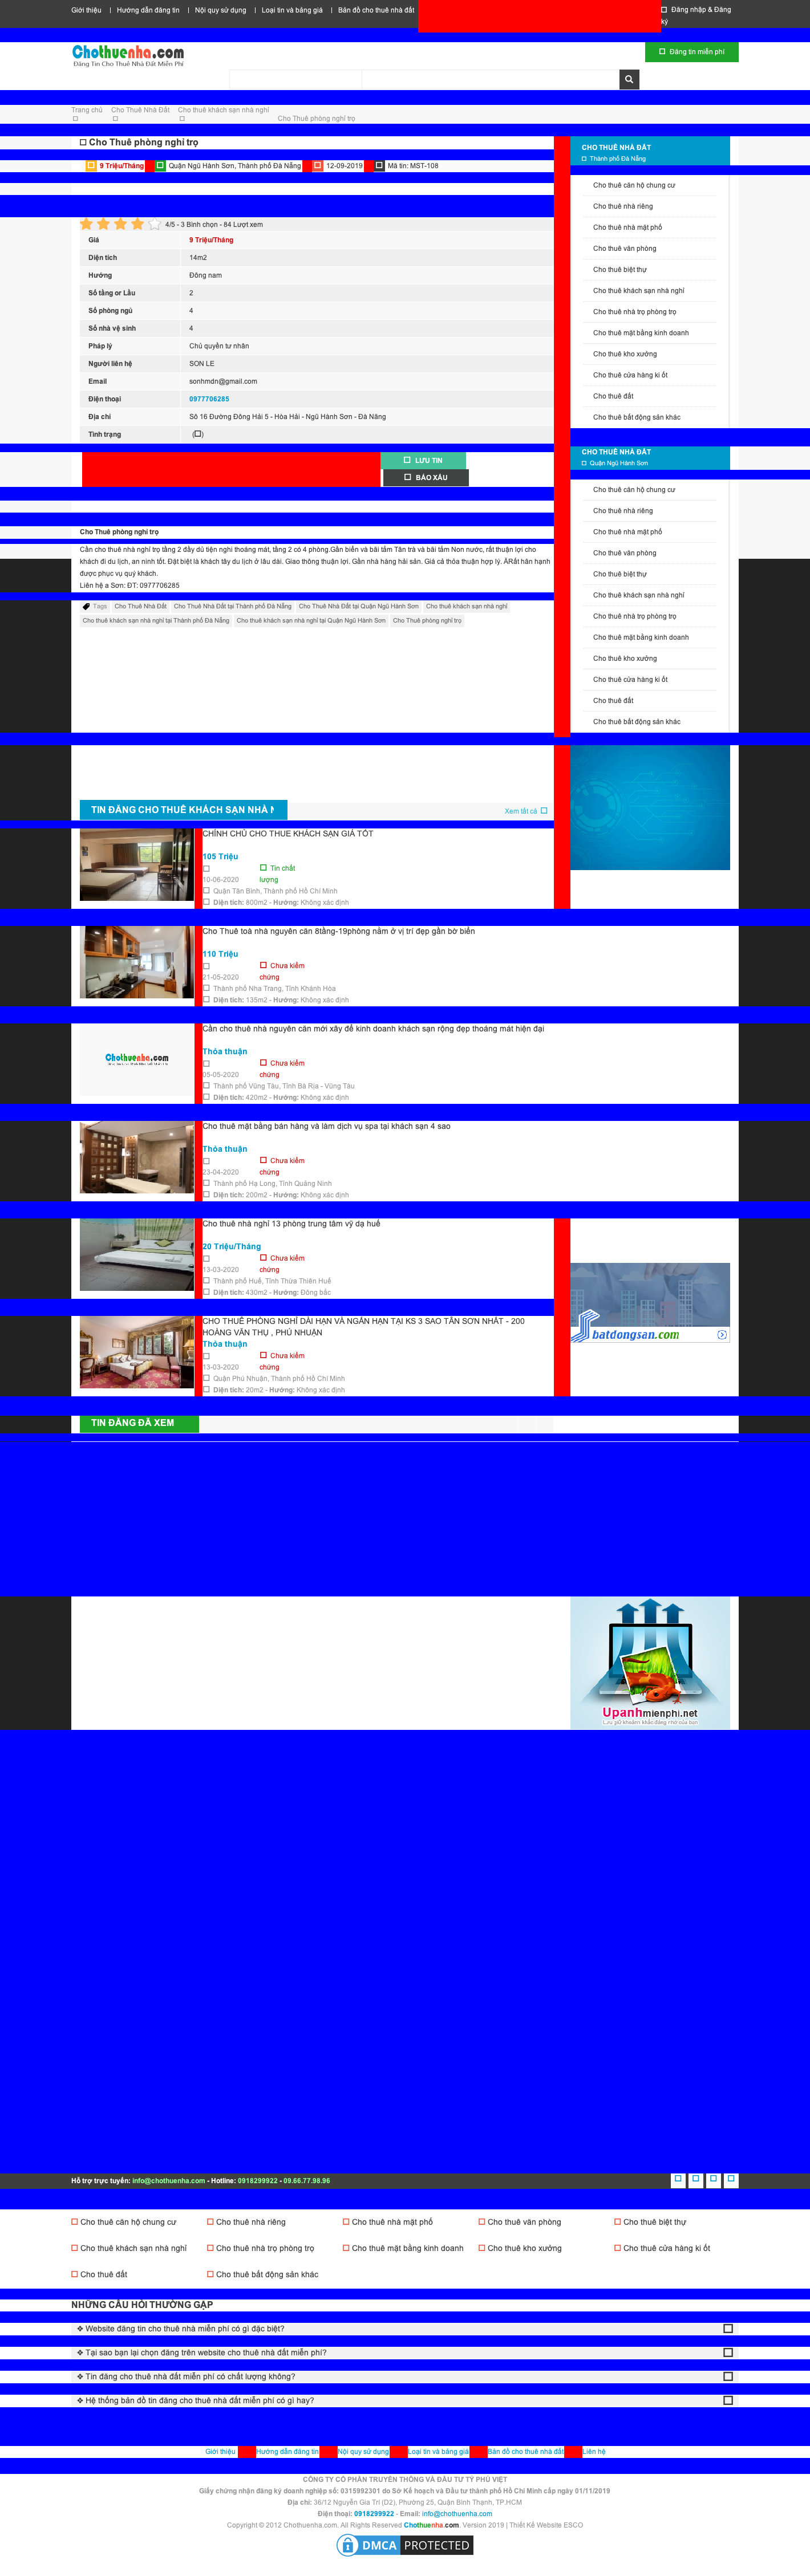 Giới thiệu | Hướng dẫn đăng tin | Nội quy sử dụng | Loại tin và bảng giá | Bản đồ cho thuê nhà đất
Đăng nhập & Đăng
ký
Chothuenha.com
Đăng Tin Cho Thuê Nhà Đất Miễn Phí
Đăng tin miễn phí
Trang chủ
Cho Thuê Nhà Đất
Cho thuê khách sạn nhà nghỉ
Cho Thuê phòng nghỉ trọ
Cho Thuê phòng nghỉ trọ
9 Triệu/Tháng
Quận Ngũ Hành Sơn, Thành phố Đà Nẵng
12-09-2019
Mã tin: MST-108
4/5 - 3 Bình chọn - 84 Lượt xem
Giá 9 Triệu/Tháng
Diện tích 14m2
Hướng Đông nam
Số tầng or Lầu 2
Số phòng ngủ 4
Số nhà vệ sinh 4
Pháp lý Chủ quyền tư nhân
Người liên hệ SON LE
Email sonhmdn@gmail.com
Điện thoại 0977706285
Địa chỉ Số 16 Đường Đông Hải 5 - Hòa Hải - Ngũ Hành Sơn - Đà Nẵng
Tình trạng ( )
LƯU TIN
BÁO XẤU
Cho Thuê phòng nghỉ trọ
Cần cho thuê nhà nghỉ trọ tầng 2 đầy đủ tiện nghi thoáng mát, tầng 2 có 4 phòng.Gần biển và bãi tắm Tân trà và bãi tắm Non nước, rất thuận lợi cho
khách đi du lịch, an ninh tốt. Đặt biệt là khách tây du lịch ở lâu dài. Giao thông thuận lợi. Gần nhà hàng hải sản. Giá cả thỏa thuận hợp lý. ÂRất hân hạnh
được phục vụ quý khách.
Liên hệ a Sơn: ĐT: 0977706285
Tags Cho Thuê Nhà Đất Cho Thuê Nhà Đất tại Thành phố Đà Nẵng Cho Thuê Nhà Đất tại Quận Ngũ Hành Sơn Cho thuê khách sạn nhà nghỉ
Cho thuê khách sạn nhà nghỉ tại Thành phố Đà Nẵng Cho thuê khách sạn nhà nghỉ tại Quận Ngũ Hành Sơn Cho Thuê phòng nghỉ trọ
CHO THUÊ NHÀ ĐẤT
Thành phố Đà Nẵng
Cho thuê căn hộ chung cư
Cho thuê nhà riêng
Cho thuê nhà mặt phố
Cho thuê văn phòng
Cho thuê biệt thự
Cho thuê khách sạn nhà nghỉ
Cho thuê nhà trọ phòng trọ
Cho thuê mặt bằng kinh doanh
Cho thuê kho xưởng
Cho thuê cửa hàng ki ốt
Cho thuê đất
Cho thuê bất động sản khác
CHO THUÊ NHÀ ĐẤT
Quận Ngũ Hành Sơn
Cho thuê căn hộ chung cư
Cho thuê nhà riêng
Cho thuê nhà mặt phố
Cho thuê văn phòng
Cho thuê biệt thự
Cho thuê khách sạn nhà nghỉ
Cho thuê nhà trọ phòng trọ
Cho thuê mặt bằng kinh doanh
Cho thuê kho xưởng
Cho thuê cửa hàng ki ốt
Cho thuê đất
Cho thuê bất động sản khác
TIN ĐĂNG CHO THUÊ KHÁCH SẠN NHÀ N
Xem tất cả
CHÍNH CHỦ CHO THUE KHÁCH SẠN GIÁ TỐT
105 Triệu
Tin chất
10-06-2020 lượng
Quận Tân Bình, Thành phố Hồ Chí Minh
Diện tích: 800m2 - Hướng: Không xác định
Cho Thuê toà nhà nguyên căn 8tầng-19phòng nằm ở vị trí đẹp gần bờ biển
110 Triệu
Chưa kiểm
21-05-2020 chứng
Thành phố Nha Trang, Tỉnh Khánh Hòa
Diện tích: 135m2 - Hướng: Không xác định
Chothuenha.com
Cần cho thuê nhà nguyên căn mới xây để kinh doanh khách sạn rộng đẹp thoáng mát hiện đại
Thỏa thuận
Chưa kiểm
05-05-2020 chứng
Thành phố Vũng Tàu, Tỉnh Bà Rịa - Vũng Tàu
Diện tích: 420m2 - Hướng: Không xác định
Cho thuê mặt bằng bán hàng và làm dịch vụ spa tại khách sạn 4 sao
Thỏa thuận
Chưa kiểm
23-04-2020 chứng
Thành phố Hạ Long, Tỉnh Quảng Ninh
Diện tích: 200m2 - Hướng: Không xác định
Cho thuê nhà nghỉ 13 phòng trung tâm vỹ dạ huế
20 Triệu/Tháng
Chưa kiểm
13-03-2020 chứng
Thành phố Huế, Tỉnh Thừa Thiên Huế
Diện tích: 430m2 - Hướng: Đông bắc
batdongsan.com
CHO THUÊ PHÒNG NGHỈ DÀI HẠN VÀ NGẮN HẠN TẠI KS 3 SAO TÂN SƠN NHẤT - 200
HOÀNG VĂN THỤ , PHÚ NHUẬN
Thỏa thuận
Chưa kiểm
13-03-2020 chứng
Quận Phú Nhuận, Thành phố Hồ Chí Minh
Diện tích: 20m2 - Hướng: Không xác định
TIN ĐĂNG ĐÃ XEM
Upanhmienphi.net
Lưu giữ khoảnh khắc đáng nhớ của bạn
Hỗ trợ trực tuyến: info@chothuenha.com - Hotline: 0918299922 - 09.66.77.98.96
Cho thuê căn hộ chung cư Cho thuê nhà riêng Cho thuê nhà mặt phố Cho thuê văn phòng Cho thuê biệt thự
Cho thuê khách sạn nhà nghỉ Cho thuê nhà trọ phòng trọ Cho thuê mặt bằng kinh doanh Cho thuê kho xưởng Cho thuê cửa hàng ki ốt
Cho thuê đất Cho thuê bất động sản khác
NHỮNG CÂU HỎI THƯỜNG GẶP
❖ Website đăng tin cho thuê nhà miễn phí có gì đặc biệt?
❖ Tại sao bạn lại chọn đăng trên website cho thuê nhà đất miễn phí?
❖ Tin đăng cho thuê nhà đất miễn phí có chất lượng không?
❖ Hệ thống bản đồ tin đăng cho thuê nhà đất miễn phí có gì hay?
Giới thiệu Hướng dẫn đăng tin Nội quy sử dụng Loại tin và bảng giá Bản đồ cho thuê nhà đất Liên hệ
CÔNG TY CỔ PHẦN TRUYỀN THÔNG VÀ ĐẦU TƯ TÝ PHÚ VIỆT
Giấy chứng nhận đăng ký doanh nghiệp số: 0315992301 do Sở Kế hoạch và Đầu tư thành phố Hồ Chí Minh cấp ngày 01/11/2019
Địa chỉ: 36/12 Nguyễn Gia Trí (D2), Phường 25, Quận Bình Thạnh, TP.HCM
Điện thoại: 0918299922 - Email: info@chothuenha.com
Copyright © 2012 Chothuenha.com. All Rights Reserved Chothuenha.com. Version 2019 | Thiết Kế Website ESCO
DMCA PROTECTED